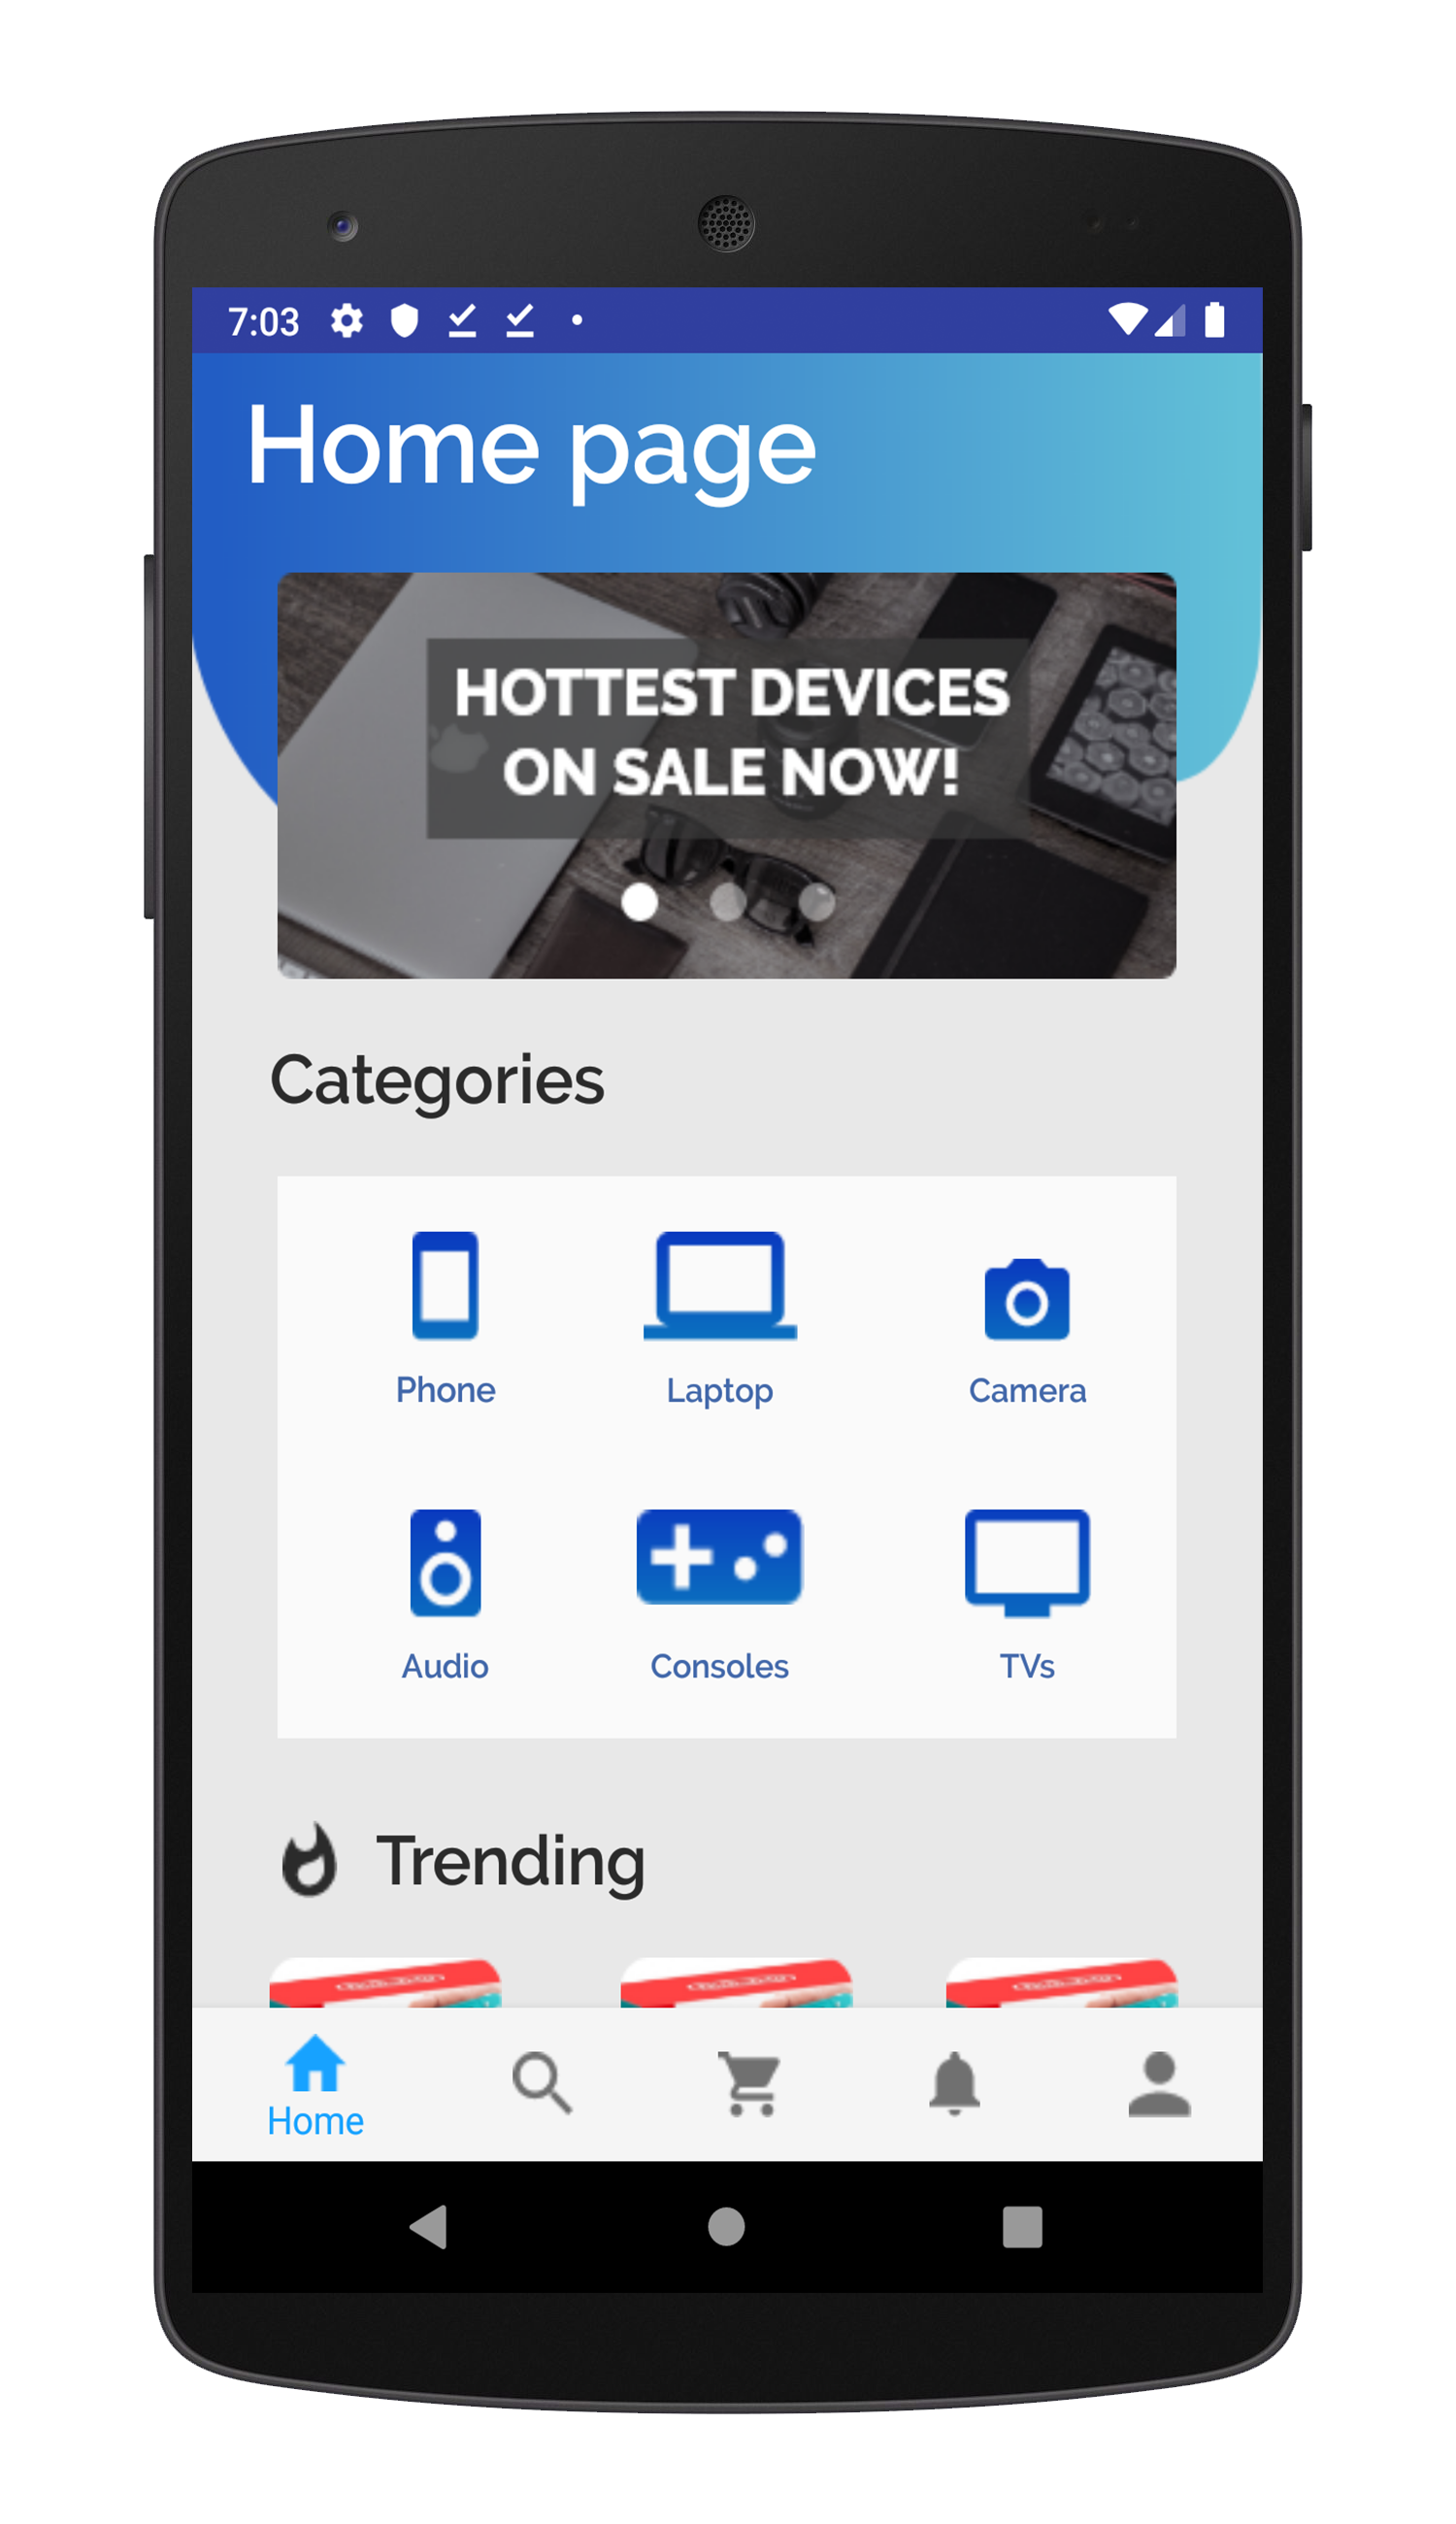 7:03
Home page
HOTTEST DEVICES
ON SALE NOW!
Categories
Phone
Laptop
Camera
Audio
Consoles
TVs
Trending
Home